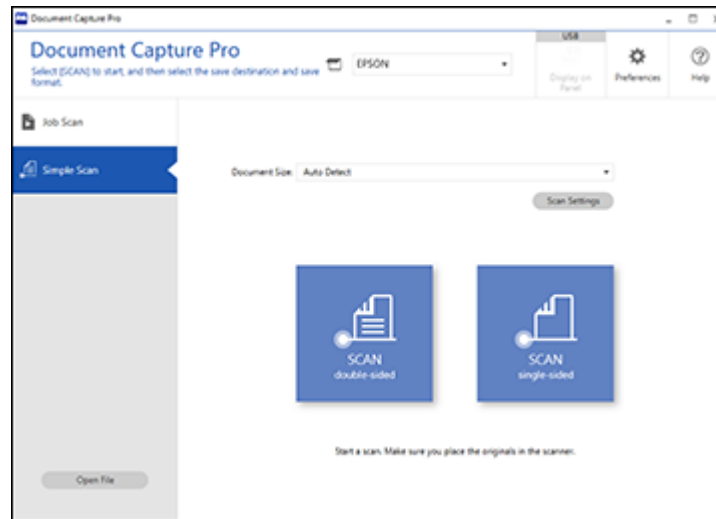 Document Capture Pro
USB
Document Capture Pro
Select [SCAN] to start, and then select the save destination and save
format.
EPSON
Display on
Panel
Preferences
Help
Job Scan
Simple Scan
Document Size:
Auto Detect
Scan Settings
SCAN
double-sided
SCAN
single-sided
Start a scan. Make sure you place the originals in the scanner.
Open File